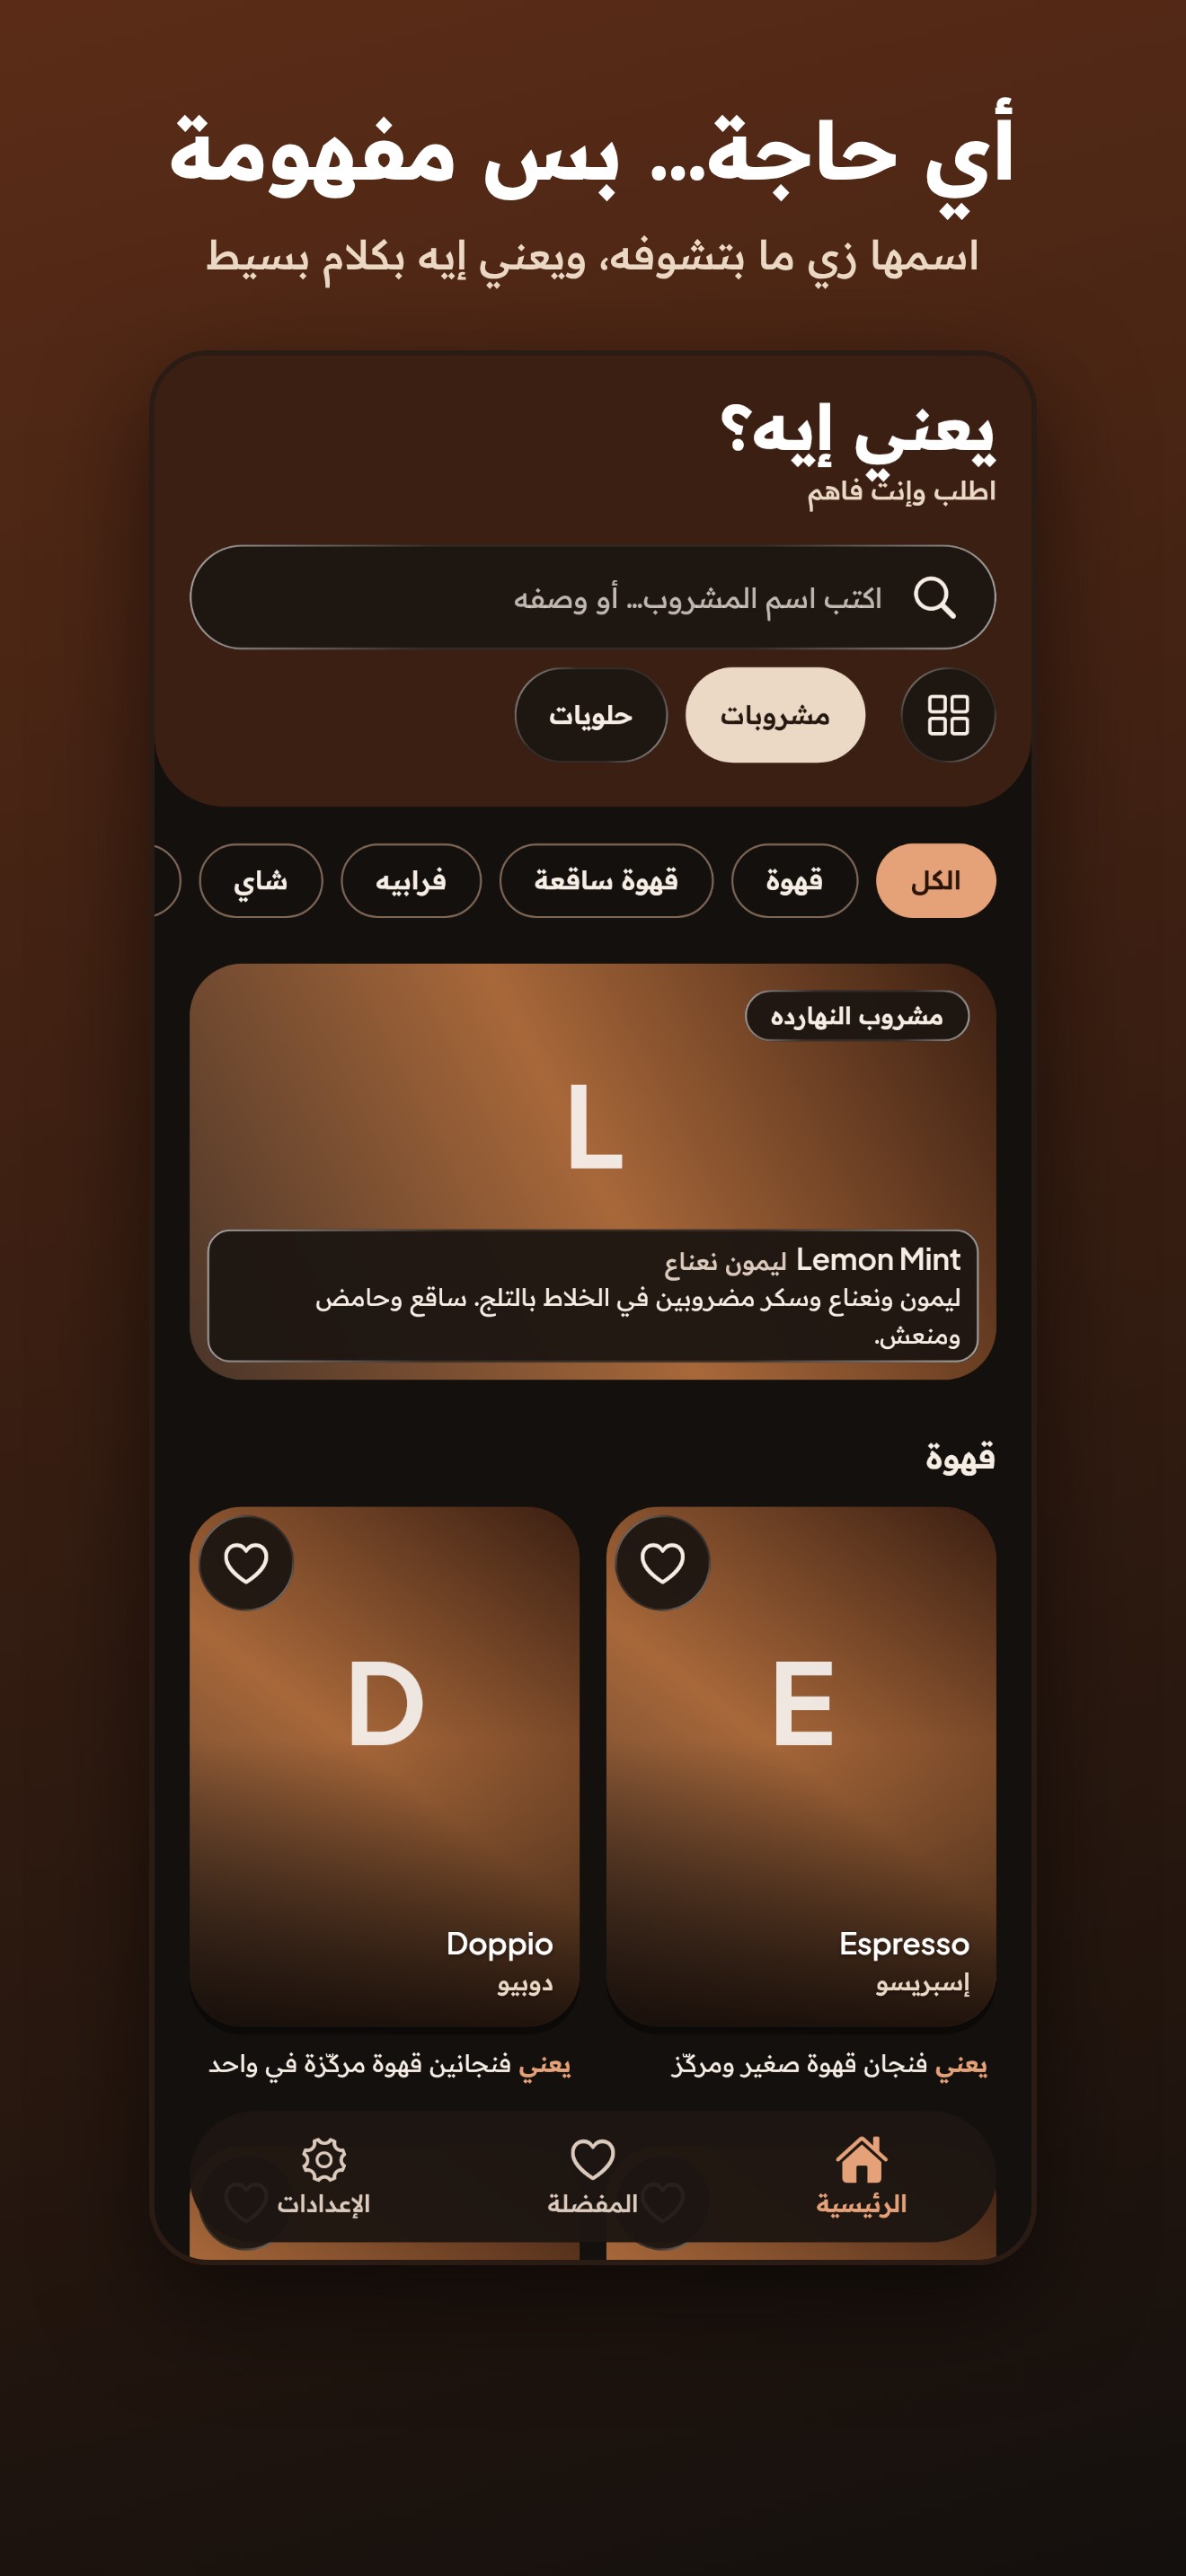 أي حاجة... بس مفهومة
اسمها زي ما بتشوفه، ويعني إيه بكلام بسيط
يعني إيه؟
اطلب وإنت فاهم
اكتب اسم المشروب... أو وصفه
مشروبات
حلويات
الكل
قهوة
قهوة ساقعة
فرابيه
شاي
مشروب النهارده
L
Lemon Mint ليمون نعناع
ليمون ونعناع وسكر مضروبين في الخلاط بالتلج. ساقع وحامض
ومنعش.
قهوة
E
Espresso
إسبريسو
يعني فنجان قهوة صغير ومركّز
D
Doppio
دوبيو
يعني فنجانين قهوة مركّزة في واحد
الرئيسية
المفضلة
الإعدادات